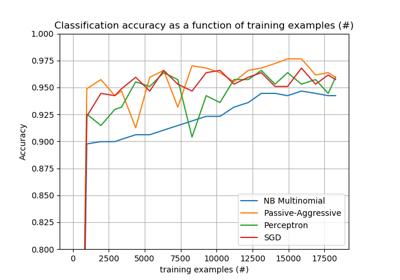 Classification accuracy as a function of training examples (#)
1.000
0.975
0.950
0.925
0.900
0.875
0.850
0.825
0.800
Accuracy
NB Multinomial
Passive-Aggressive
Perceptron
SGD
0
2500
5000
7500
10000
12500
15000
17500
training examples (#)